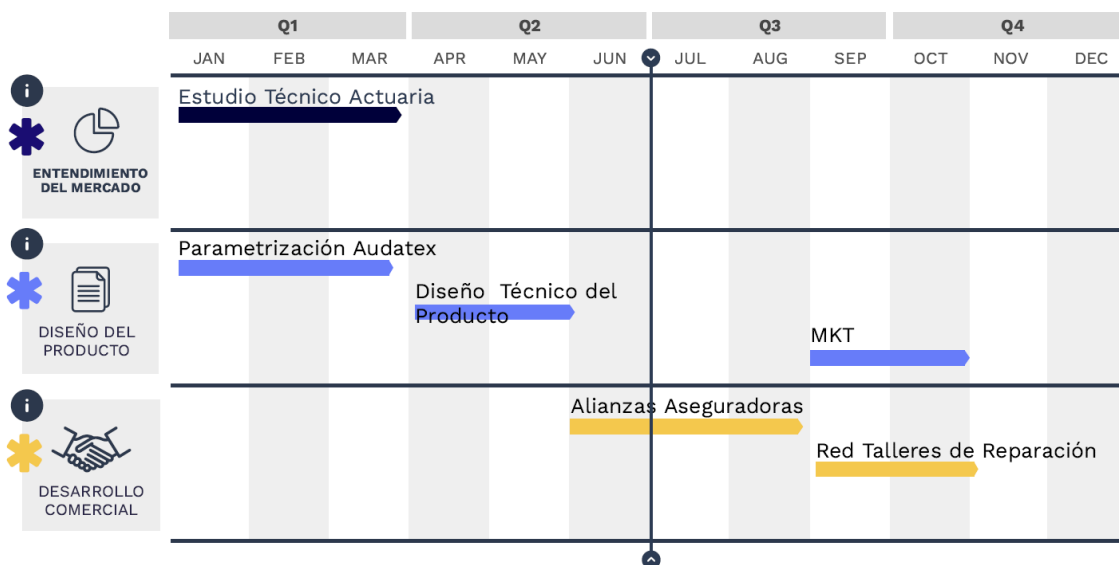 Q1 Q2 Q3 Q4
JAN FEB MAR APR MAY JUN JUL AUG SEP OCT NOV DEC
i
ENTENDIMIENTO
DEL MERCADO
Estudio Técnico Actuaria
i
DISEÑO DEL
PRODUCTO
Parametrización Audatex
Diseño Técnico del
Producto
MKT
i
DESARROLLO
COMERCIAL
Alianzas Aseguradoras
Red Talleres de Reparación